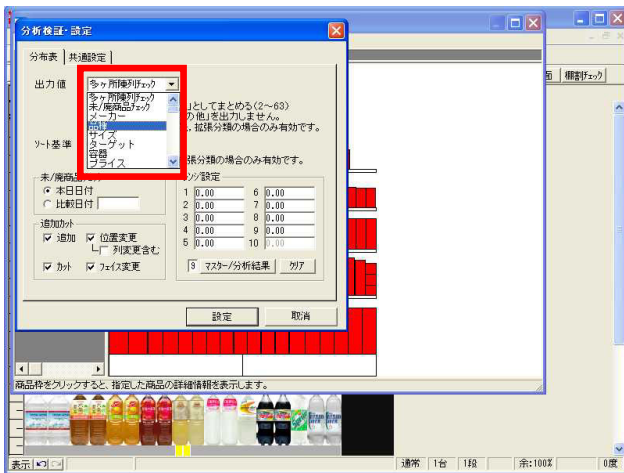 分析検証・設定
分布表
共通設定
面
棚割ﾁｪｯｸ
出力値
多ヶ所陳列ﾁｪｯｸ
多ヶ所陳列ﾁｪｯｸ
未/廃商品ﾁｪｯｸ
メーカー
品種
サイズ
ターゲット
容器
プライス
」としてまとめる(2～63)
の他」を出力しません。
、拡張分類の場合のみ有効です。
ｿｰﾄ基準
張分類の場合のみ有効です。
未/廃商品
本日日付
比較日付
ﾚﾝｼﾞ設定
1 0.00 6 0.00
2 0.00 7 0.00
3 0.00 8 0.00
4 0.00 9 0.00
5 0.00 10 0.00
追加ｶｯﾄ
追加 位置変更
列変更含む
ｶｯﾄ ﾌｪｲｽ変更
9 ﾏｽﾀｰ/分析結果 ｸﾘｱ
設定 取消
商品枠をクリックすると、指定した商品の詳細情報を表示します。
表示 通常 1台 1段 余:100% 0度